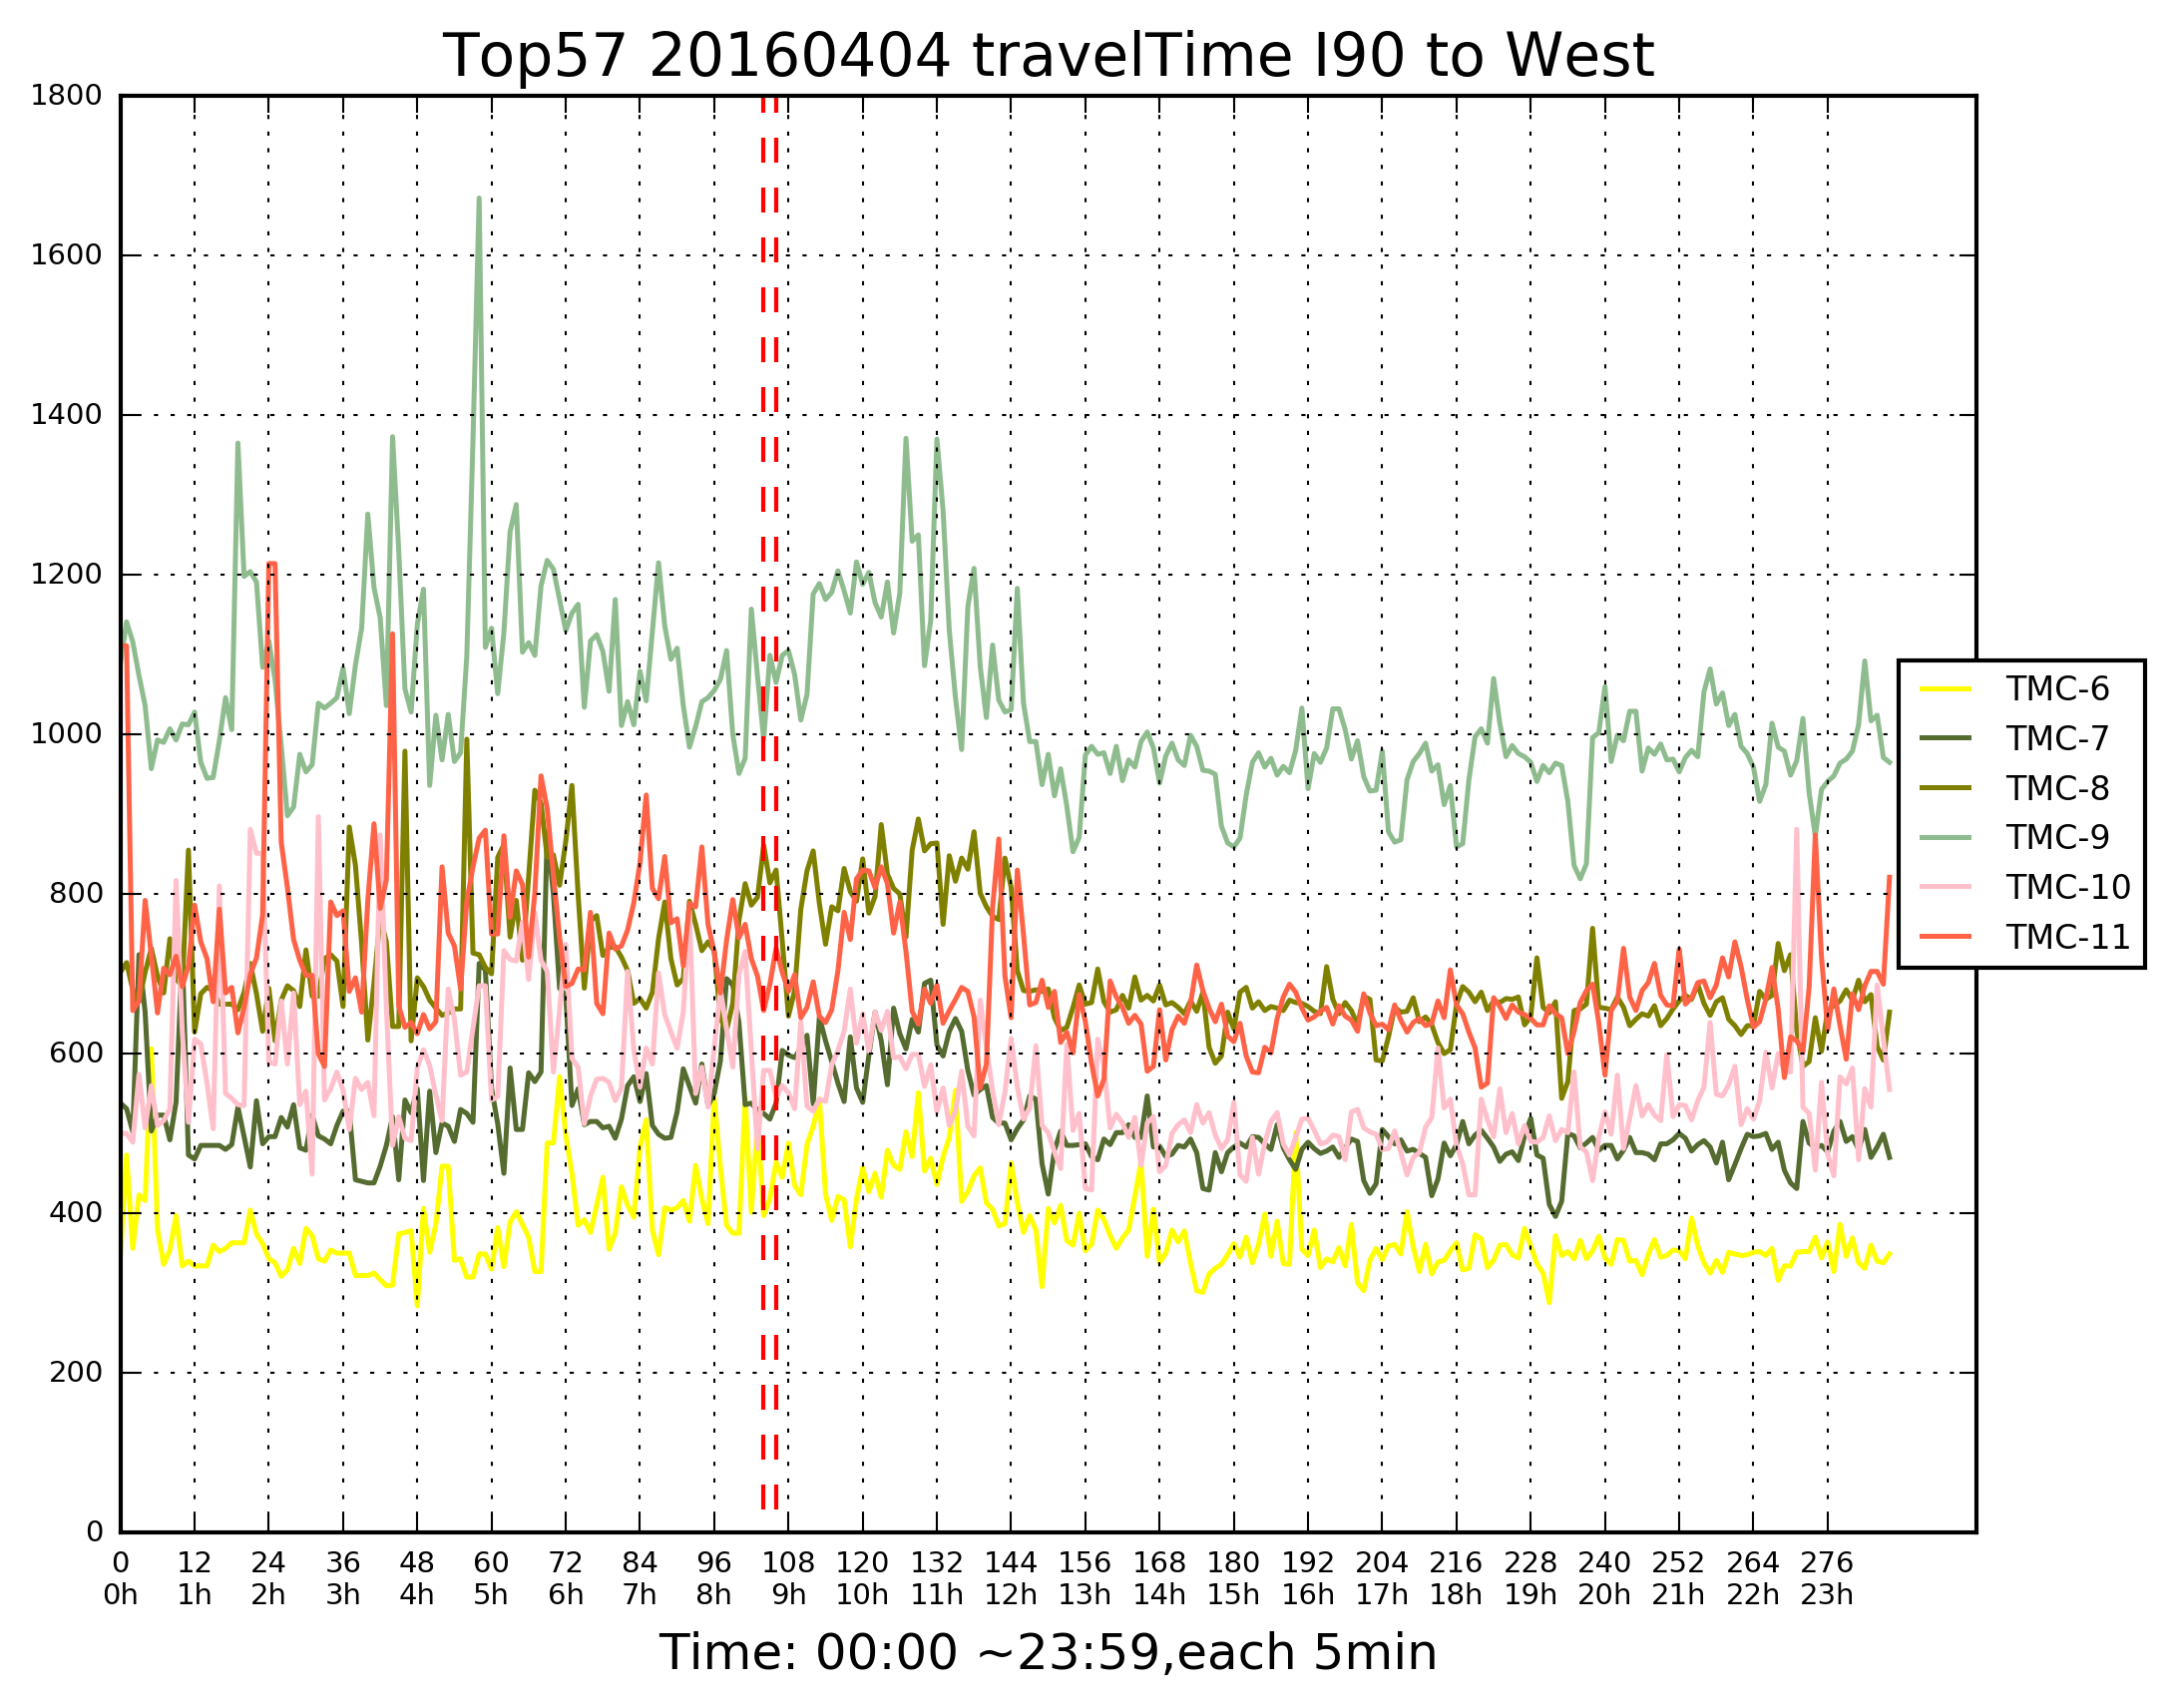 Top57 20160404 travelTime I90 to West
1800
1600
1400
1200
1000
800
600
400
200
0
TMC-6
TMC-7
TMC-8
TMC-9
TMC-10
TMC-11
0 12 24 36 48 60 72 84 96 108 120 132 144 156 168 180 192 204 216 228 240 252 264 276
0h 1h 2h 3h 4h 5h 6h 7h 8h 9h 10h 11h 12h 13h 14h 15h 16h 17h 18h 19h 20h 21h 22h 23h
Time: 00:00 ~23:59,each 5min